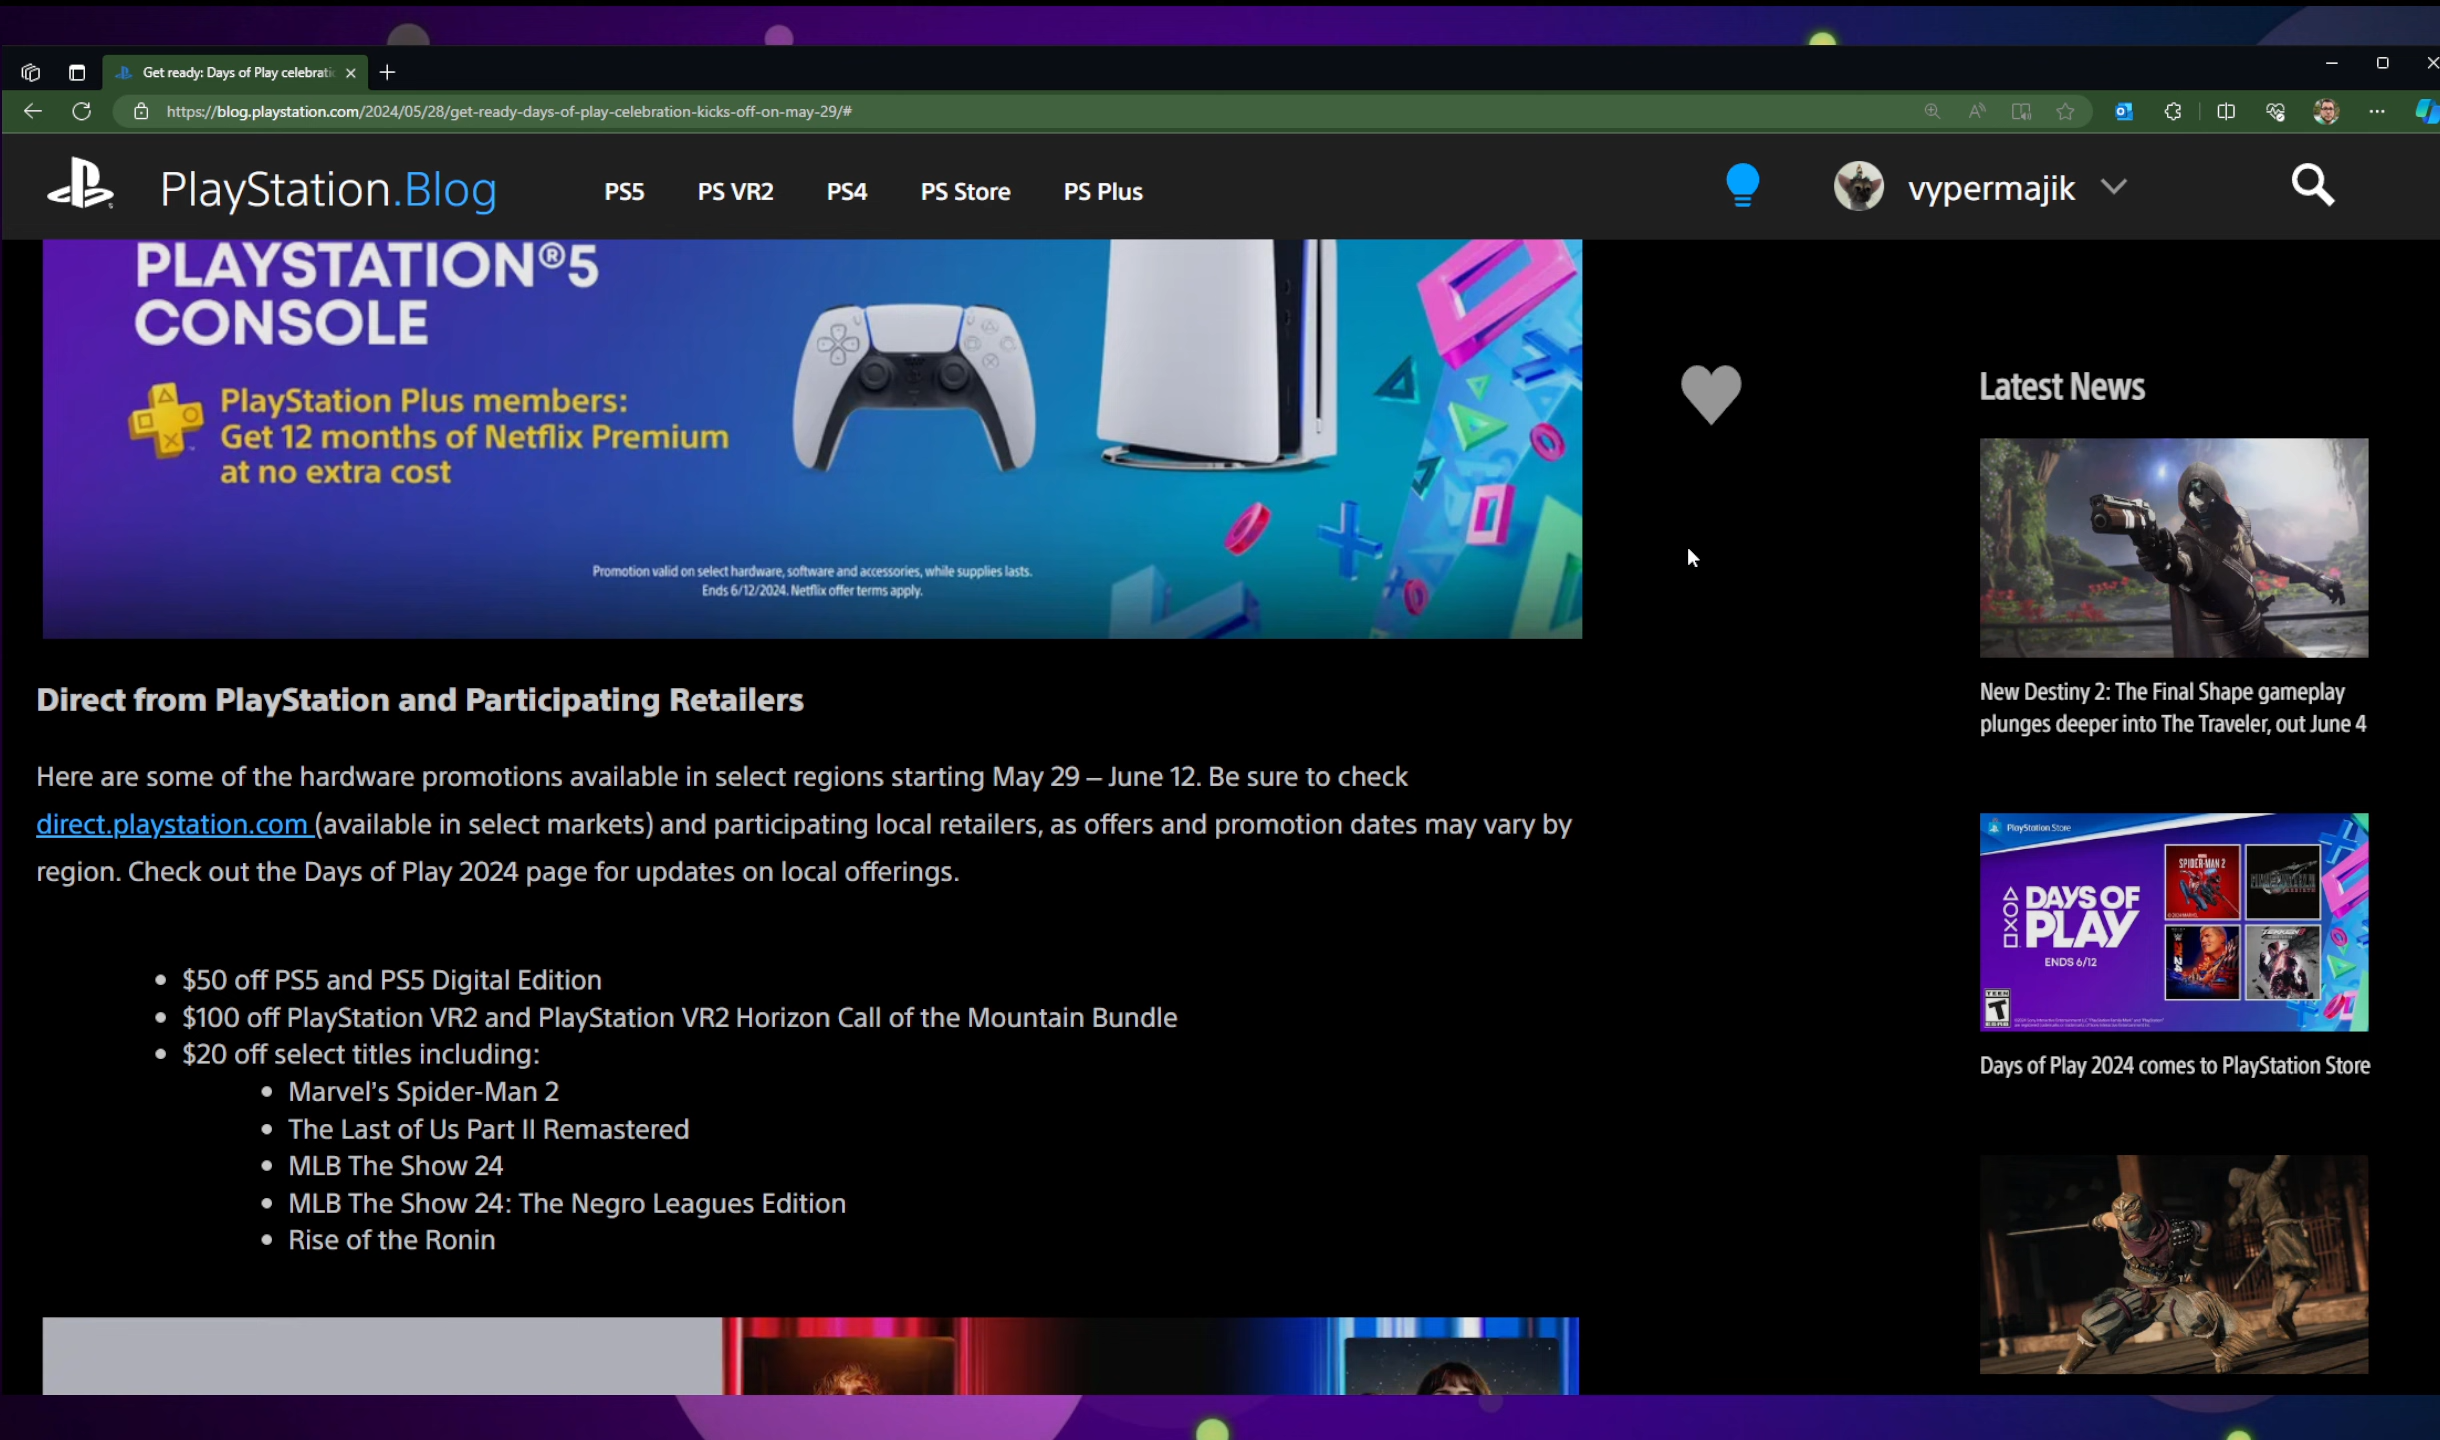 Get ready: Days of Play celebrati
https://blog.playstation.com/2024/05/28/get-ready-days-of-play-celebration-kicks-off-on-may-29/#
PlayStation.Blog
PS5
PS VR2
PS4
PS Store
PS Plus
vypermajik
PLAYSTATION®5
CONSOLE
PlayStation Plus members:
Get 12 months of Netflix Premium
at no extra cost
Promotion valid on select hardware, software and accessories, while supplies lasts.
Ends 6/12/2024. Netflix offer terms apply.
Direct from PlayStation and Participating Retailers
Here are some of the hardware promotions available in select regions starting May 29 – June 12. Be sure to check
direct.playstation.com (available in select markets) and participating local retailers, as offers and promotion dates may vary by
region. Check out the Days of Play 2024 page for updates on local offerings.
• $50 off PS5 and PS5 Digital Edition
• $100 off PlayStation VR2 and PlayStation VR2 Horizon Call of the Mountain Bundle
• $20 off select titles including:
• Marvel's Spider-Man 2
• The Last of Us Part II Remastered
• MLB The Show 24
• MLB The Show 24: The Negro Leagues Edition
• Rise of the Ronin
Latest News
New Destiny 2: The Final Shape gameplay
plunges deeper into The Traveler, out June 4
PlayStation Store
DAYS OF
PLAY
ENDS 6/12
SPIDER-MAN 2
TEKKEN 8
TEEN
T
Days of Play 2024 comes to PlayStation Store